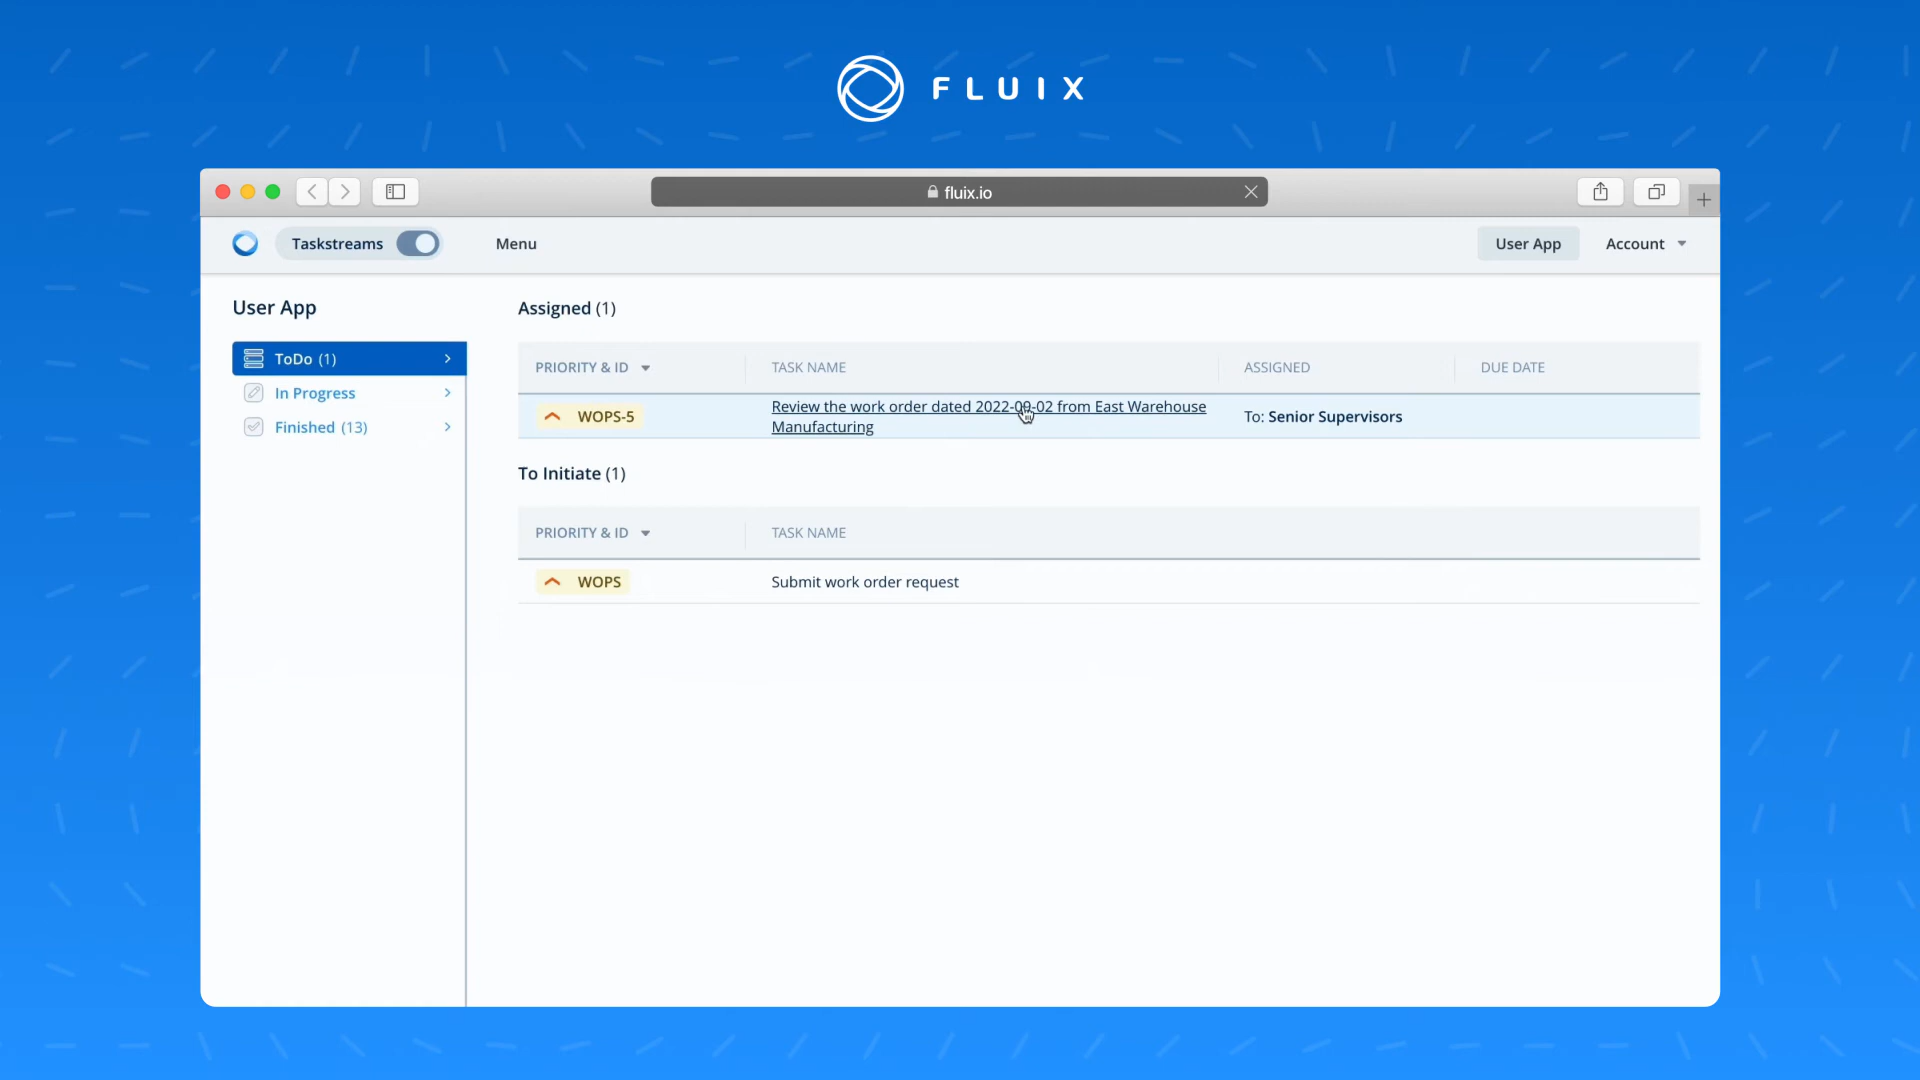 FLUIX
fluix.io
Taskstreams
Menu
User App
Account
User App
ToDo (1)
In Progress
Finished (13)
Assigned (1)
PRIORITY & ID
TASK NAME
ASSIGNED
DUE DATE
WOPS-5
Review the work order dated 2022-09-02 from East Warehouse
Manufacturing
To: Senior Supervisors
To Initiate (1)
PRIORITY & ID
TASK NAME
WOPS
Submit work order request